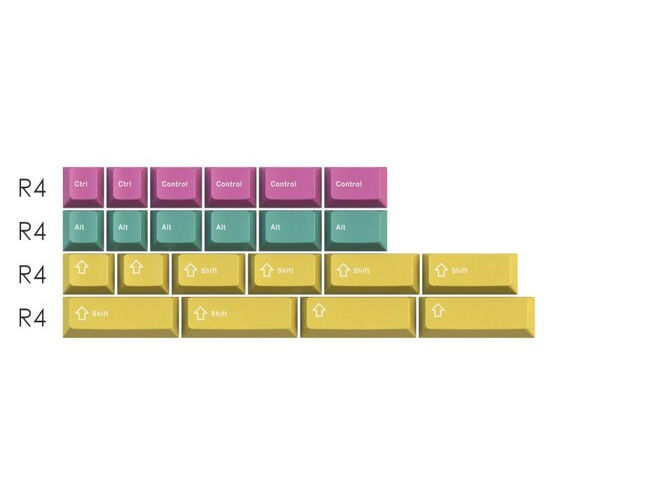 R4 Ctrl Ctrl Control Control Control Control
R4 Alt Alt Alt Alt Alt Alt
R4 ⇧ ⇧ ⇧ Shift ⇧ Shift ⇧ Shift ⇧ Shift
R4 ⇧ Shift ⇧ Shift ⇧ ⇧